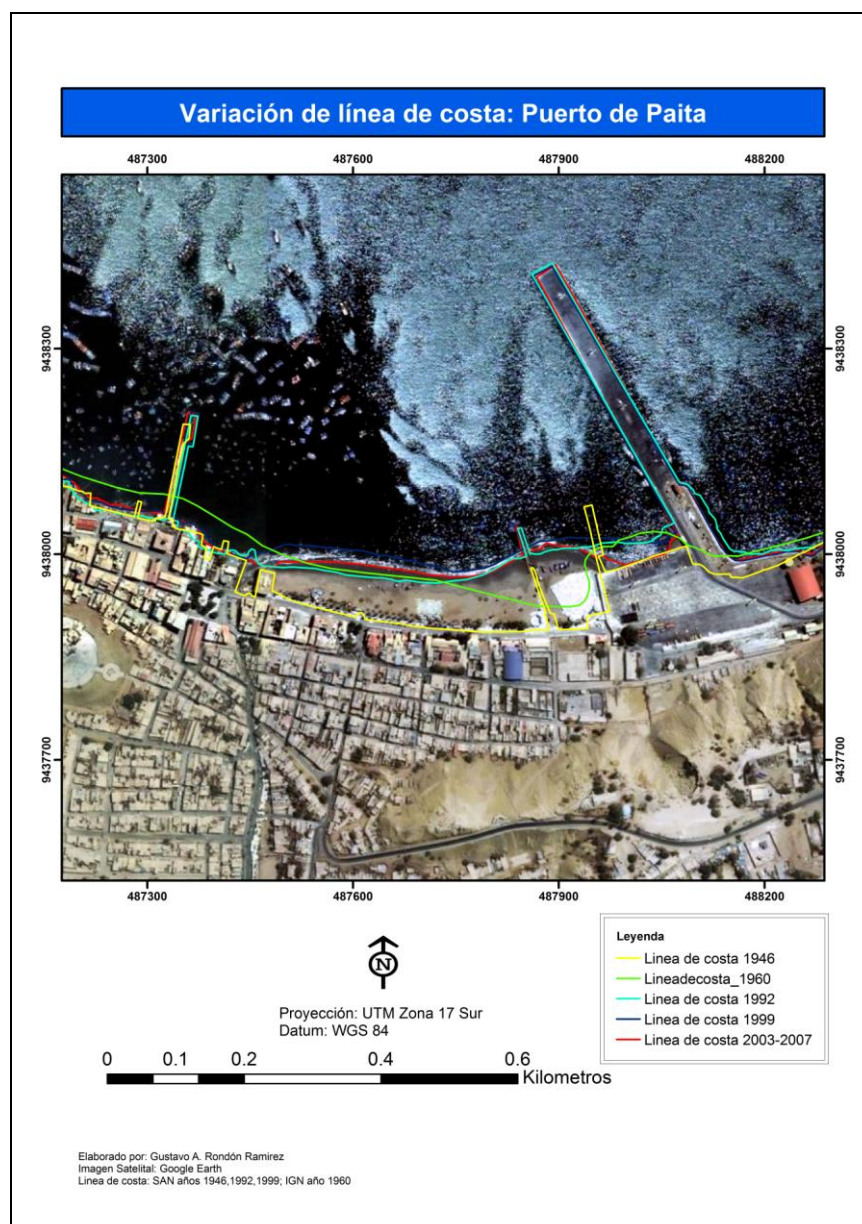 Variación de línea de costa: Puerto de Paita
487300 487600 487900 488200
9438300 9438300
9438000 9438000
9437700 9437700
487300 487600 487900 488200
N
Proyección: UTM Zona 17 Sur
Datum: WGS 84
0 0.1 0.2 0.4 0.6
Kilometros
Leyenda
Linea de costa 1946
Lineadecosta_1960
Linea de costa 1992
Linea de costa 1999
Linea de costa 2003-2007
Elaborado por: Gustavo A. Rondón Ramirez
Imagen Satelital: Google Earth
Linea de costa: SAN años 1946,1992,1999; IGN año 1960